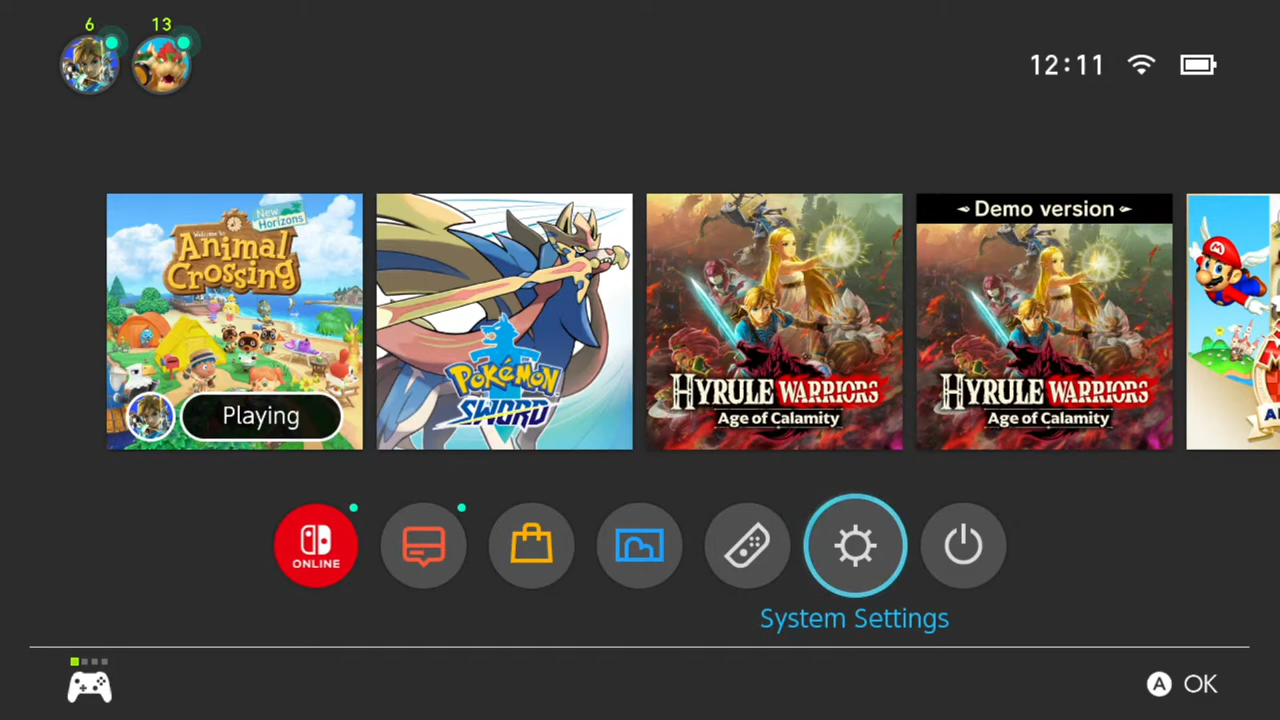 6 13
12:11
New
Horizons
Welcome to
Animal
Crossing
Playing
POKéMON
SWORD
HYRULE WARRIORS
Age of Calamity
Demo version
HYRULE WARRIORS
Age of Calamity
ONLINE
System Settings
A OK